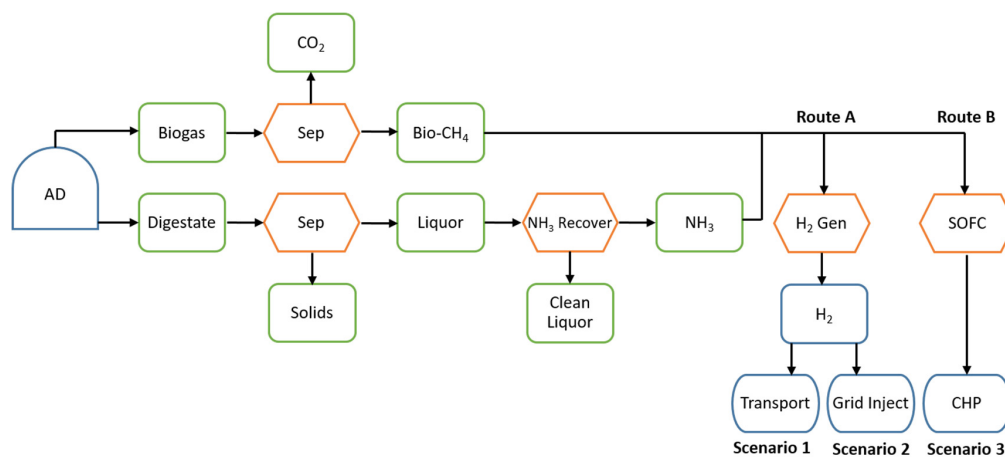 CO₂
Route A
Route B
Biogas
Sep
Bio-CH₄
AD
Digestate
Sep
Liquor
NH₃ Recover
NH₃
H₂ Gen
SOFC
Solids
Clean
Liquor
H₂
Transport
Grid Inject
CHP
Scenario 1
Scenario 2
Scenario 3